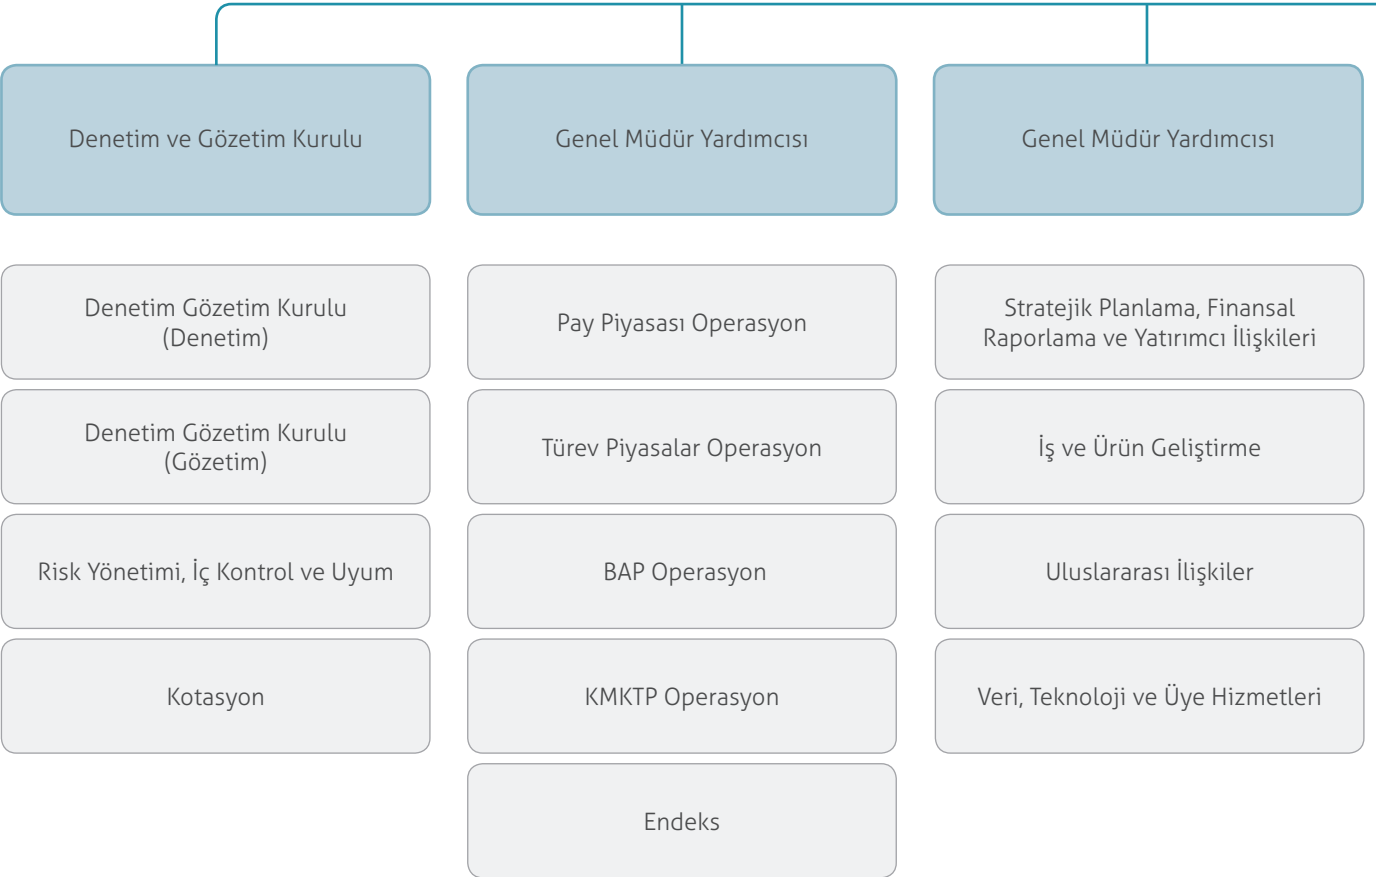 Denetim ve Gözetim Kurulu
Genel Müdür Yardımcısı
Genel Müdür Yardımcısı
Denetim Gözetim Kurulu
(Denetim)
Pay Piyasası Operasyon
Stratejik Planlama, Finansal
Raporlama ve Yatırımcı İlişkileri
Denetim Gözetim Kurulu
(Gözetim)
Türev Piyasalar Operasyon
İş ve Ürün Geliştirme
Risk Yönetimi, İç Kontrol ve Uyum
BAP Operasyon
Uluslararası İlişkiler
Kotasyon
KMKTP Operasyon
Veri, Teknoloji ve Üye Hizmetleri
Endeks